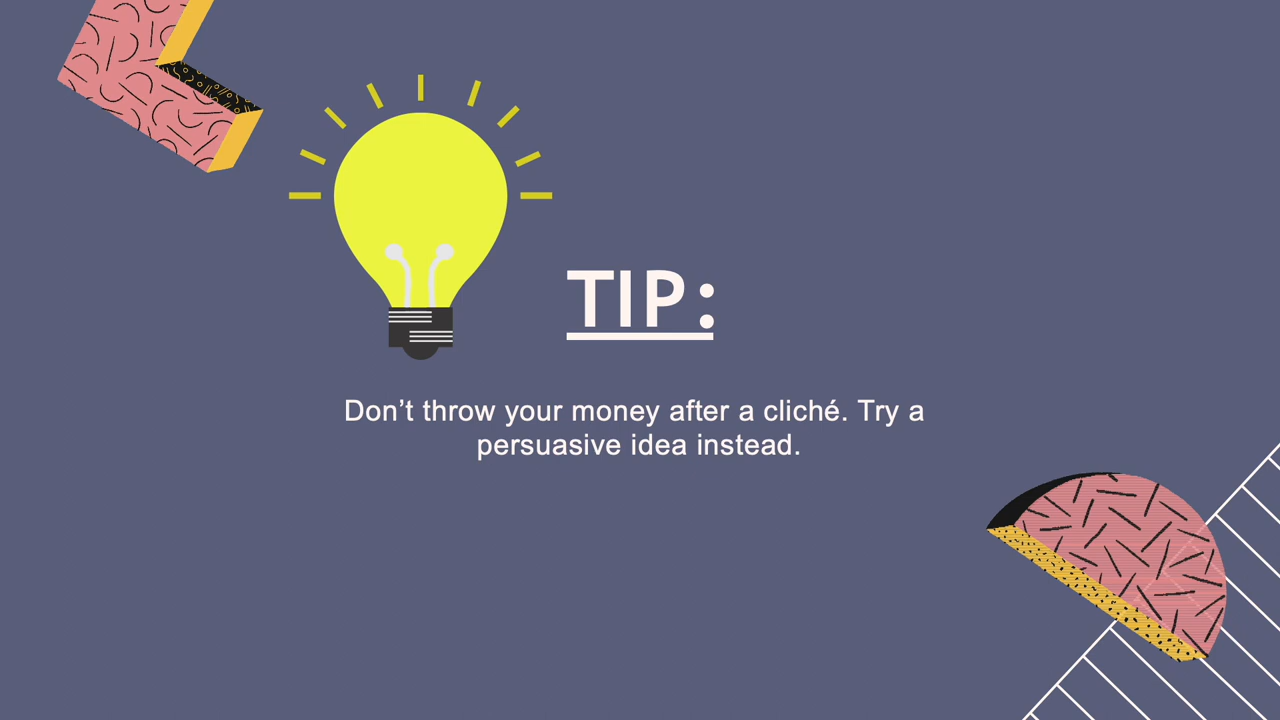 TIP:
Don’t throw your money after a cliché. Try a
persuasive idea instead.